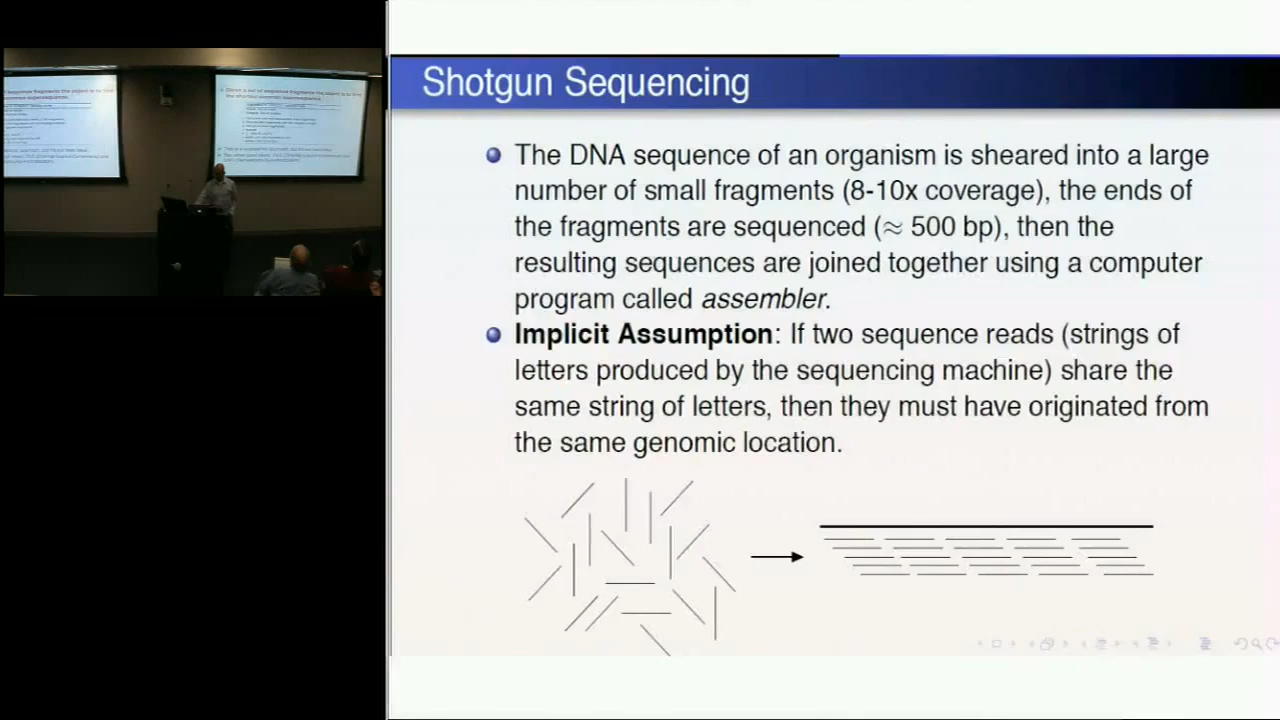 Shotgun Sequencing
The DNA sequence of an organism is sheared into a large
number of small fragments (8-10x coverage), the ends of
the fragments are sequenced (≈ 500 bp), then the
resulting sequences are joined together using a computer
program called assembler.
Implicit Assumption: If two sequence reads (strings of
letters produced by the sequencing machine) share the
same string of letters, then they must have originated from
the same genomic location.